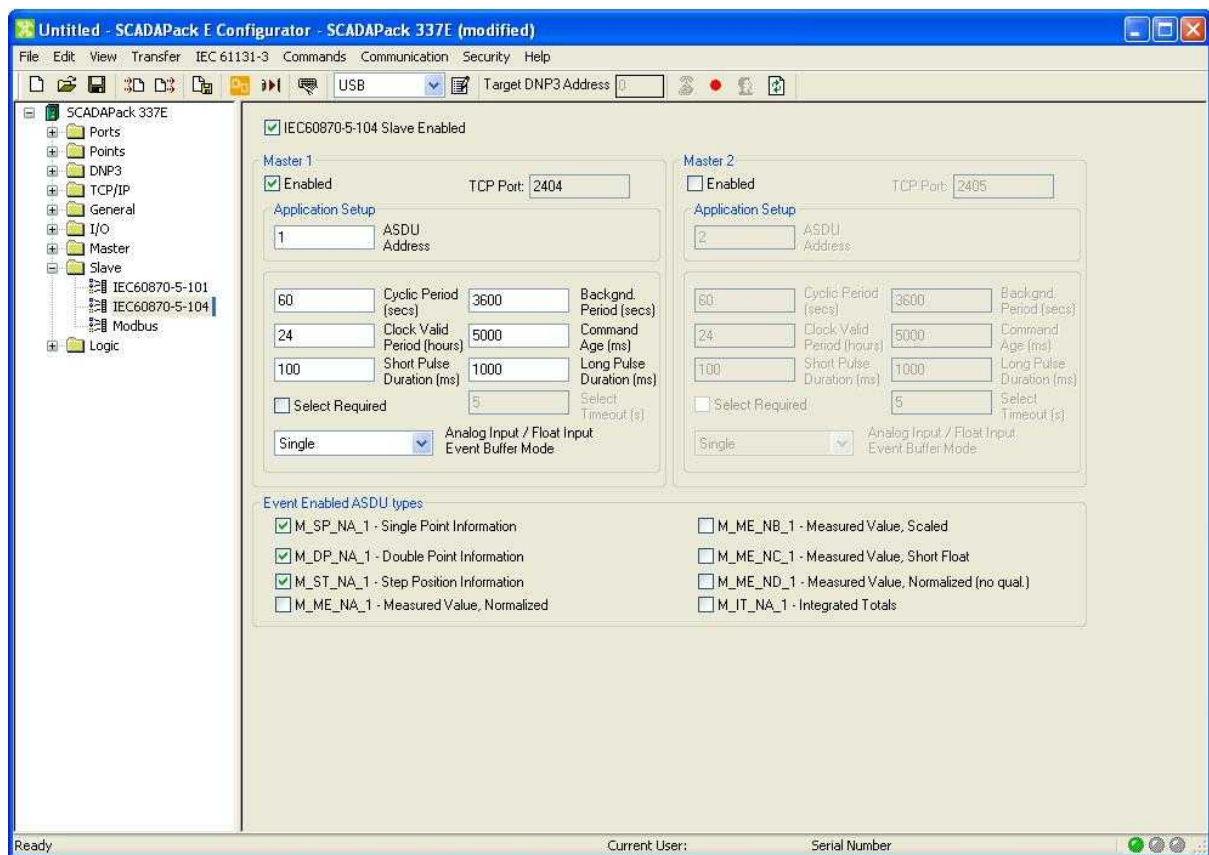 Untitled - SCADAPack E Configurator - SCADAPack 337E (modified)
File Edit View Transfer IEC 61131-3 Commands Communication Security Help
USB Target DNP3 Address 0
SCADAPack 337E
Ports
Points
DNP3
TCP/IP
General
I/O
Master
Slave
IEC60870-5-101
IEC60870-5-104
Modbus
Logic
IEC60870-5-104 Slave Enabled
Master 1
Enabled TCP Port: 2404
Application Setup
1 ASDU Address
60 Cyclic Period (secs) 3600 Backgnd. Period (secs)
24 Clock Valid Period (hours) 5000 Command Age (ms)
100 Short Pulse Duration (ms) 1000 Long Pulse Duration (ms)
Select Required 5 Select Timeout (s)
Single Analog Input / Float Input Event Buffer Mode
Master 2
Enabled TCP Port: 2405
Application Setup
2 ASDU Address
60 Cyclic Period (secs) 3600 Backgnd. Period (secs)
24 Clock Valid Period (hours) 5000 Command Age (ms)
100 Short Pulse Duration (ms) 1000 Long Pulse Duration (ms)
Select Required 5 Select Timeout (s)
Single Analog Input / Float Input Event Buffer Mode
Event Enabled ASDU types
M_SP_NA_1 - Single Point Information
M_DP_NA_1 - Double Point Information
M_ST_NA_1 - Step Position Information
M_ME_NA_1 - Measured Value, Normalized
M_ME_NB_1 - Measured Value, Scaled
M_ME_NC_1 - Measured Value, Short Float
M_ME_ND_1 - Measured Value, Normalized (no qual.)
M_IT_NA_1 - Integrated Totals
Ready Current User: Serial Number